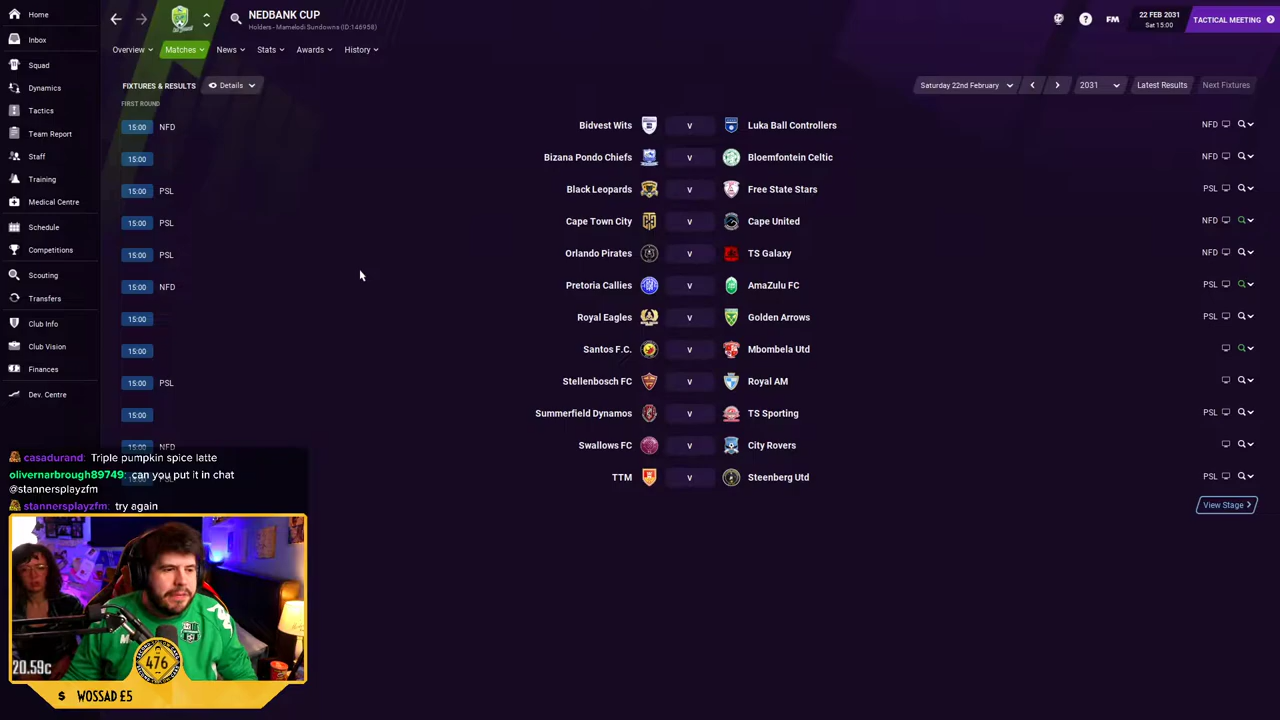 Home
NEDBANK CUP
Holders - Mamelodi Sundowns (ID:146958)
22 FEB 2031
Sat 15:00
TACTICAL MEETING
FM
Inbox
Overview
Matches
News
Stats
Awards
History
Squad
Dynamics
Tactics
Team Report
Staff
Training
Medical Centre
Schedule
Competitions
Scouting
Transfers
Club Info
Club Vision
Finances
Dev. Centre
FIXTURES & RESULTS Details
Saturday 22nd February 2031 Latest Results Next Fixtures
FIRST ROUND
15:00 NFD Bidvest Wits v Luka Ball Controllers NFD
15:00 Bizana Pondo Chiefs v Bloemfontein Celtic NFD
15:00 PSL Black Leopards v Free State Stars PSL
15:00 PSL Cape Town City v Cape United NFD
15:00 PSL Orlando Pirates v TS Galaxy NFD
15:00 NFD Pretoria Callies v AmaZulu FC PSL
15:00 Royal Eagles v Golden Arrows PSL
15:00 Santos F.C. v Mbombela Utd
15:00 PSL Stellenbosch FC v Royal AM
15:00 Summerfield Dynamos v TS Sporting PSL
15:00 NFD Swallows FC v City Rovers
TTM v Steenberg Utd PSL
View Stage
casadurand: Triple pumpkin spice latte
olivernarbrough89749: can you put it in chat
@stannersplayzfm
stannersplayzfm: try again
20.59c
476
$ WOSSAD £5